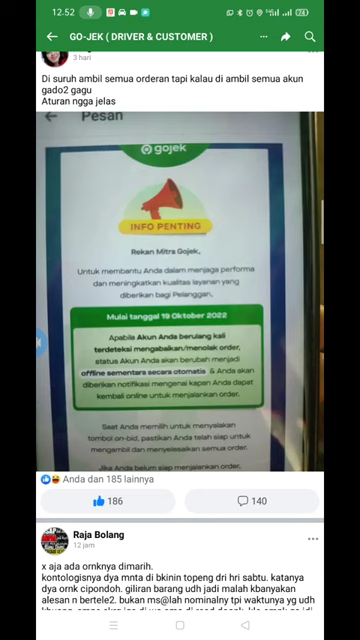 12.52
74
GO-JEK ( DRIVER & CUSTOMER )
3 hari
Di suruh ambil semua orderan tapi kalau di ambil semua akun
gado2 gagu
Aturan ngga jelas
Pesan
gojek
INFO PENTING
Rekan Mitra Gojek,
Untuk membantu Anda dalam menjaga performa
dan meningkatkan kualitas layanan yang
diberikan bagi Pelanggan,
Mulai tanggal 19 Oktober 2022
Apabila Akun Anda berulang kali
terdeteksi mengabaikan/menolak order,
status Akun Anda akan berubah menjadi
offline sementara secara otomatis & Anda akan
diberikan notifikasi mengenai kapan Anda dapat
kembali online untuk menjalankan order.
Saat Anda memilih untuk menyalakan
tombol on-bid, pastikan Anda telah siap untuk
mengambil dan menyelesaikan semua order.
Jika Anda belum siap menjalankan order,
Anda dan 185 lainnya
186
140
Raja Bolang
12 jam
x aja ada ornknya dimarih.
kontologisnya dya mnta di bkinin topeng dri hri sabtu. katanya
dya ornk cipondoh. giliran barang udh jadi malah kbanyakan
alesan n bertele2. bukan ms@lah nominalny tpi waktunya yg udh